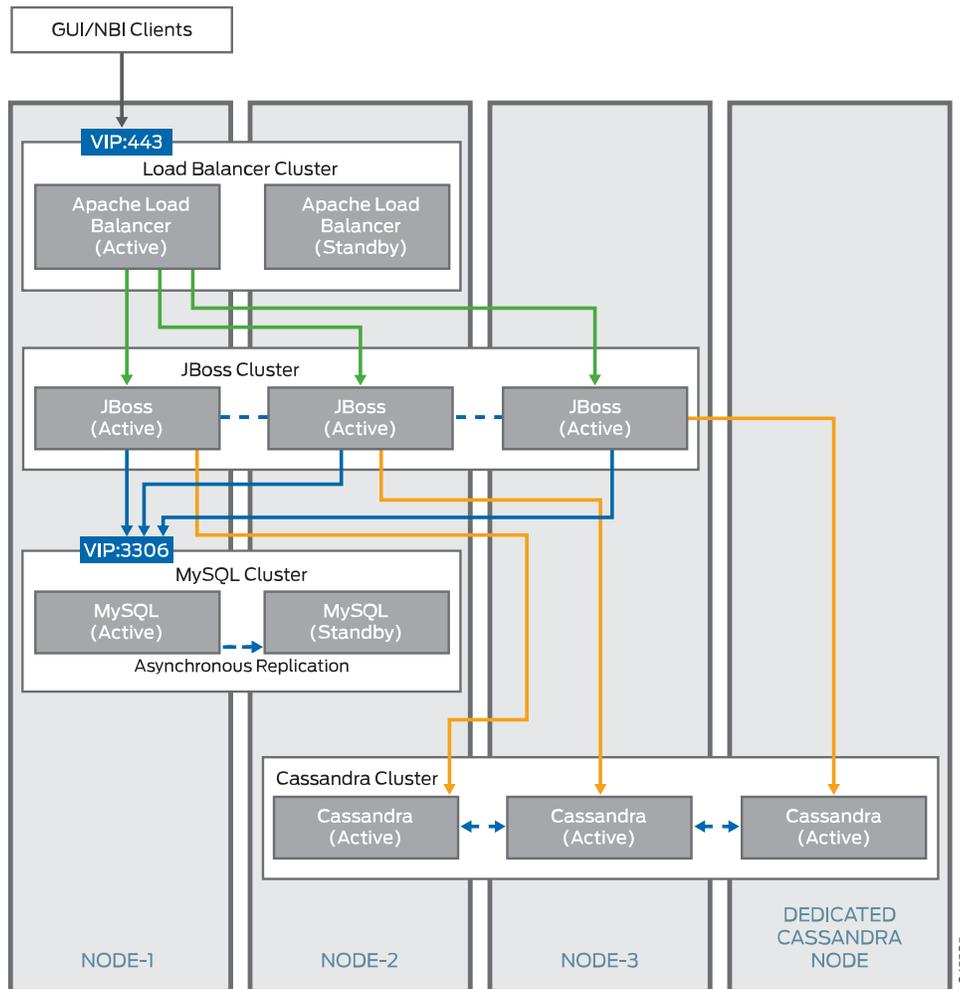 GUI/NBI Clients
VIP:443
Load Balancer Cluster
Apache Load
Balancer
(Active)
Apache Load
Balancer
(Standby)
JBoss Cluster
JBoss
(Active)
JBoss
(Active)
JBoss
(Active)
VIP:3306
MySQL Cluster
MySQL
(Active)
MySQL
(Standby)
Asynchronous Replication
Cassandra Cluster
Cassandra
(Active)
Cassandra
(Active)
Cassandra
(Active)
NODE-1
NODE-2
NODE-3
DEDICATED
CASSANDRA
NODE